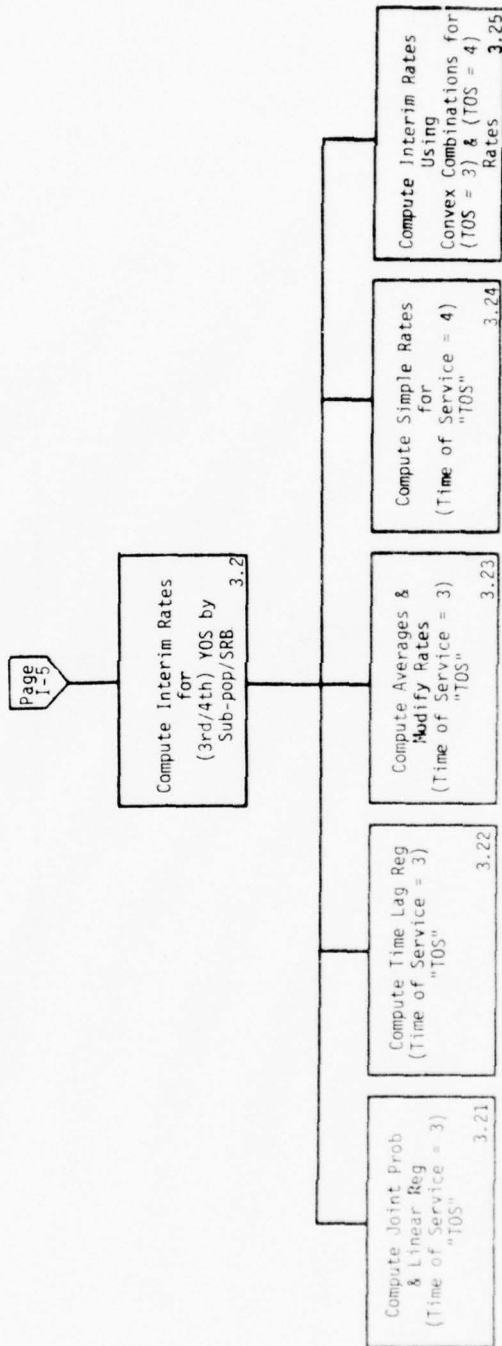 Page
I-5
Compute Interim Rates
for
(3rd/4th) YOS by
Sub-pop/SRB
3.2
Compute Joint Prob
& Linear Reg
(Time of Service = 3)
"TOS"
3.21
Compute Time Lag Reg
(Time of Service = 3)
"TOS"
3.22
Compute Averages &
Modify Rates
(Time of Service = 3)
"TOS"
3.23
Compute Simple Rates
for
(Time of Service = 4)
"TOS"
3.24
Compute Interim Rates
Using
Convex Combinations for
(TOS = 3) & (TOS = 4)
Rates
3.25